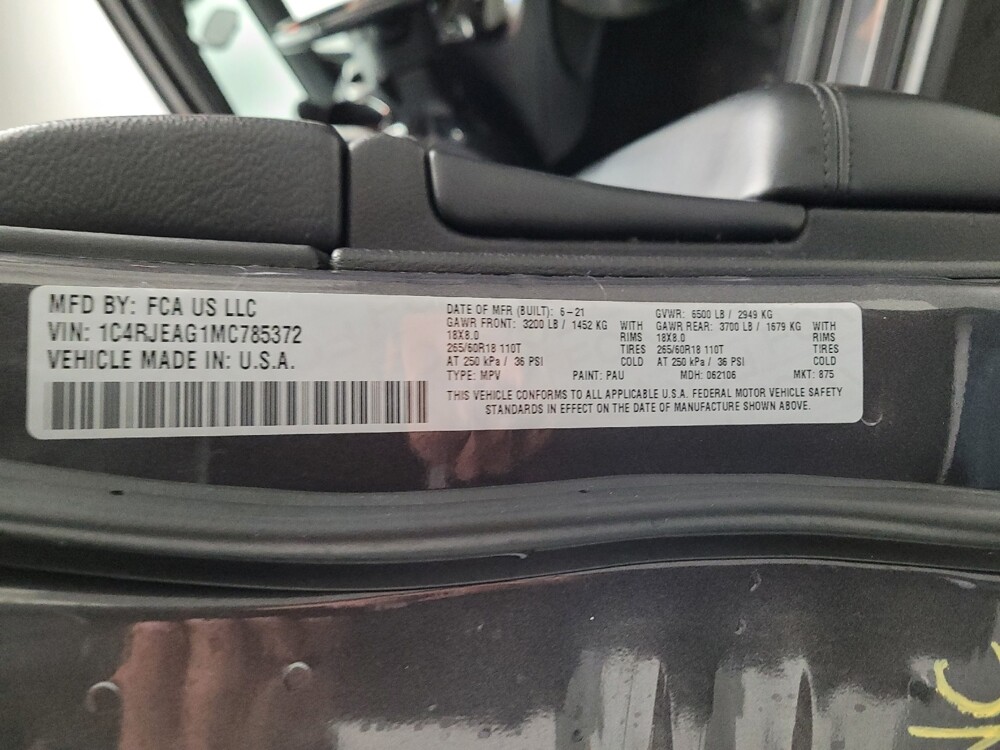 MFD BY: FCA US LLC
VIN: 1C4RJEAG1MC785372
VEHICLE MADE IN: U.S.A.
DATE OF MFR (BUILT): 6-21
GVWR: 6500 LB / 2949 KG
GAWR FRONT: 3200 LB / 1452 KG WITH
18X8.0 RIMS
265/60R18 110T TIRES
AT 250 kPa / 36 PSI COLD
GAWR REAR: 3700 LB / 1679 KG WITH
18X8.0 RIMS
265/60R18 110T TIRES
AT 250 kPa / 36 PSI COLD
TYPE: MPV PAINT: PAU MDH: 062106 MKT: 875
THIS VEHICLE CONFORMS TO ALL APPLICABLE U.S.A. FEDERAL MOTOR VEHICLE SAFETY
STANDARDS IN EFFECT ON THE DATE OF MANUFACTURE SHOWN ABOVE.